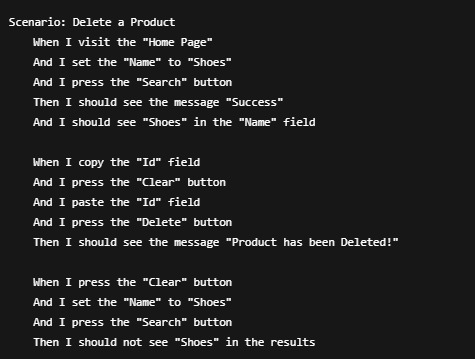 Scenario: Delete a Product
When I visit the "Home Page"
And I set the "Name" to "Shoes"
And I press the "Search" button
Then I should see the message "Success"
And I should see "Shoes" in the "Name" field
When I copy the "Id" field
And I press the "Clear" button
And I paste the "Id" field
And I press the "Delete" button
Then I should see the message "Product has been Deleted!"
When I press the "Clear" button
And I set the "Name" to "Shoes"
And I press the "Search" button
Then I should not see "Shoes" in the results